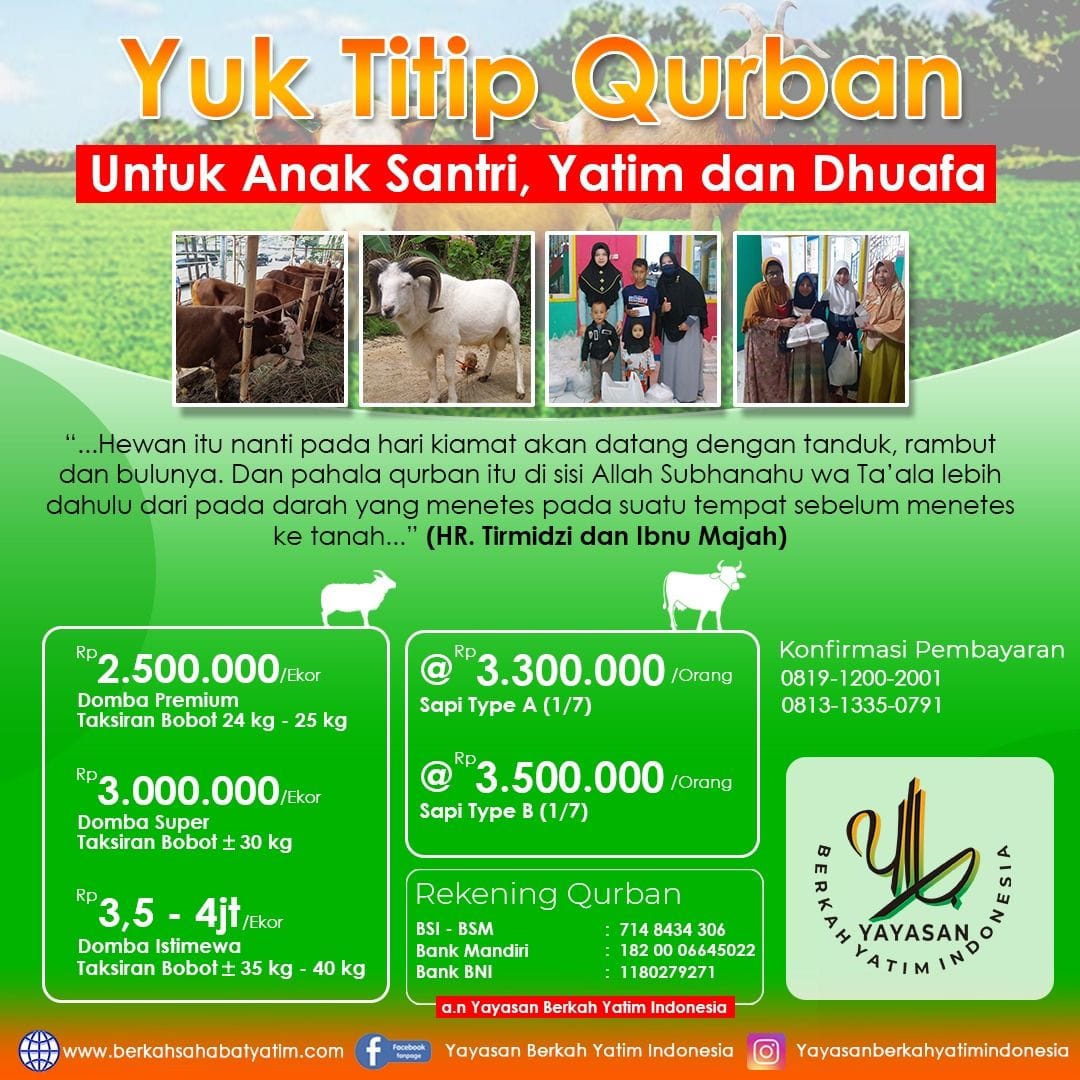 Yuk Titip Qurban
Untuk Anak Santri, Yatim dan Dhuafa
“...Hewan itu nanti pada hari kiamat akan datang dengan tanduk, rambut
dan bulunya. Dan pahala qurban itu di sisi Allah Subhanahu wa Ta’ala lebih
dahulu dari pada darah yang menetes pada suatu tempat sebelum menetes
ke tanah...” (HR. Tirmidzi dan Ibnu Majah)
Rp 2.500.000/Ekor
Domba Premium
Taksiran Bobot 24 kg - 25 kg
Rp 3.000.000/Ekor
Domba Super
Taksiran Bobot ± 30 kg
Rp 3,5 - 4jt/Ekor
Domba Istimewa
Taksiran Bobot ± 35 kg - 40 kg
@ Rp 3.300.000 /Orang
Sapi Type A (1/7)
@ Rp 3.500.000 /Orang
Sapi Type B (1/7)
Rekening Qurban
BSI - BSM : 714 8434 306
Bank Mandiri : 182 00 06645022
Bank BNI : 1180279271
a.n Yayasan Berkah Yatim Indonesia
Konfirmasi Pembayaran
0819-1200-2001
0813-1335-0791
YAYASAN
BERKAH YATIM INDONESIA
www.berkahsahabatyatim.com
Facebook
fanpage
Yayasan Berkah Yatim Indonesia
Yayasanberkahyatimindonesia